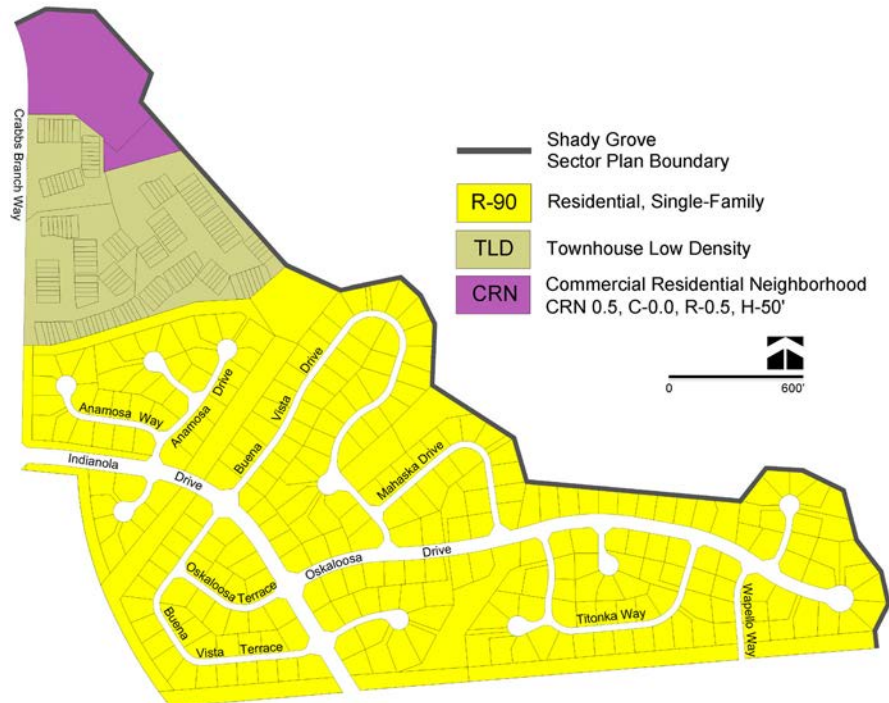 Crabbs Branch Way
Shady Grove
Sector Plan Boundary
R-90 Residential, Single-Family
TLD Townhouse Low Density
CRN Commercial Residential Neighborhood
CRN 0.5, C-0.0, R-0.5, H-50'
0 600'
Anamosa Way
Anamosa Drive
Buena Vista Drive
Indianola Drive
Mahaska Drive
Oskaloosa Drive
Oskaloosa Terrace
Buena Vista Terrace
Titonka Way
Wapello Way